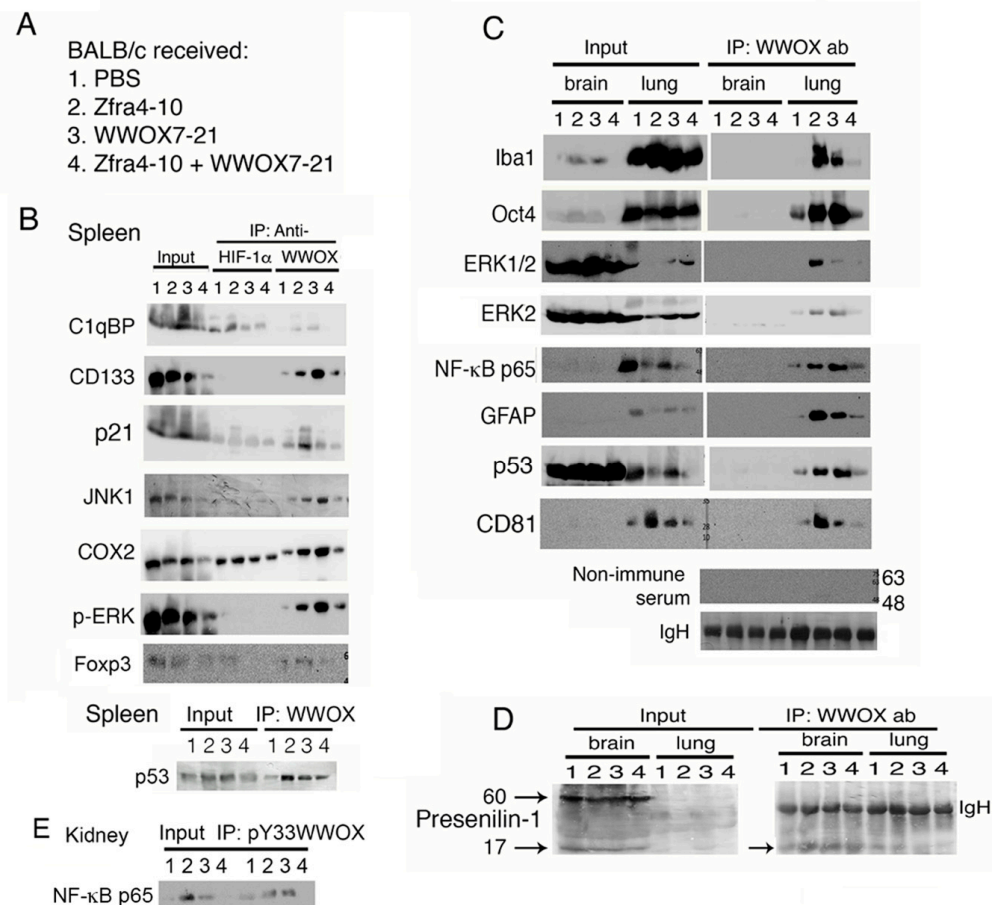 A
BALB/c received:
1. PBS
2. Zfra4-10
3. WWOX7-21
4. Zfra4-10 + WWOX7-21
B
Spleen
IP: Anti-
Input HIF-1α WWOX
1 2 3 4 1 2 3 4 1 2 3 4
C1qBP
CD133
p21
JNK1
COX2
p-ERK
Foxp3
Spleen Input IP: WWOX
1 2 3 4 1 2 3 4
p53
C
Input IP: WWOX ab
brain lung brain lung
1 2 3 4 1 2 3 4 1 2 3 4 1 2 3 4
Iba1
Oct4
ERK1/2
ERK2
NF-κB p65
GFAP
p53
CD81
28
10
Non-immune
serum
63
48
IgH
D
Input IP: WWOX ab
brain lung brain lung
1 2 3 4 1 2 3 4 1 2 3 4 1 2 3 4
60
Presenilin-1
17
IgH
E
Kidney Input IP: pY33WWOX
1 2 3 4 1 2 3 4
NF-κB p65